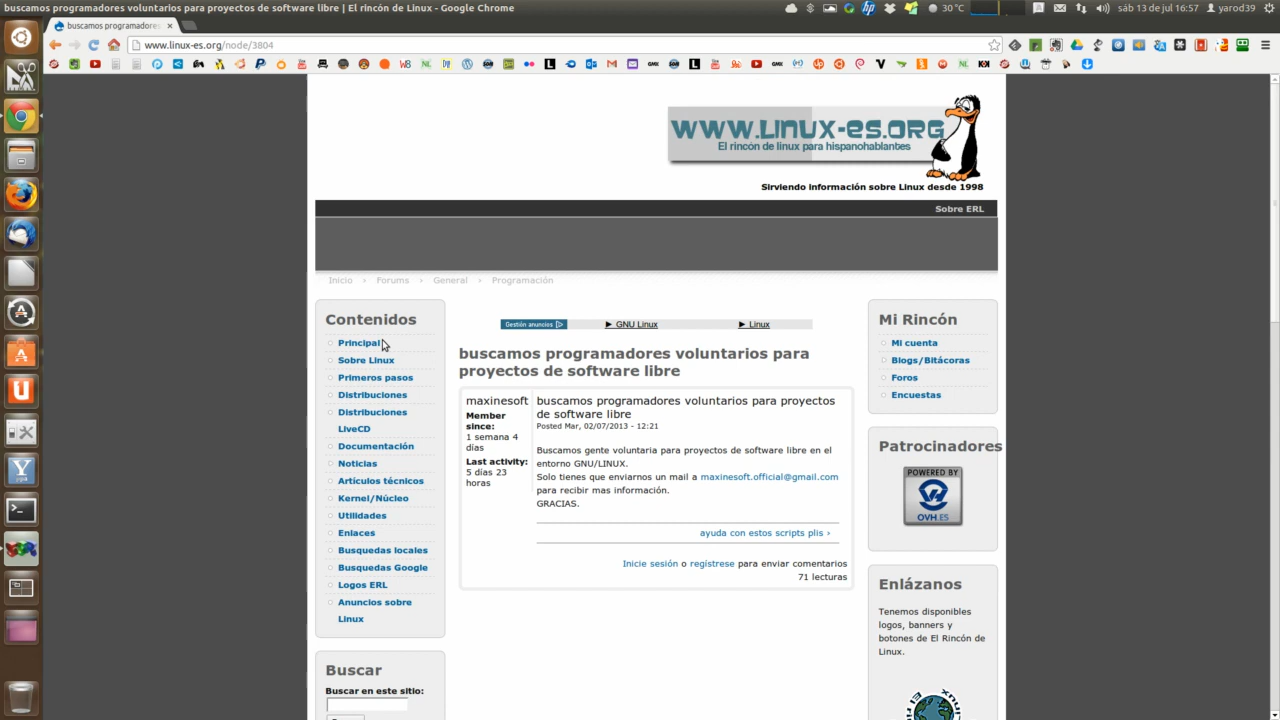 buscamos programadores voluntarios para proyectos de software libre | El rincón de Linux - Google Chrome
30 °C
sáb 13 de jul 16:57
yarod39
buscamos programadores
www.linux-es.org/node/3804
WWW.LINUX-ES.ORG
El rincón de linux para hispanohablantes
Sirviendo información sobre Linux desde 1998
Sobre ERL
Inicio > Forums > General > Programación
Contenidos
Principal
Sobre Linux
Primeros pasos
Distribuciones
Distribuciones
LiveCD
Documentación
Noticias
Artículos técnicos
Kernel/Núcleo
Utilidades
Enlaces
Busquedas locales
Busquedas Google
Logos ERL
Anuncios sobre
Linux
Buscar
Buscar en este sitio:
Gestión anuncios
► GNU Linux
► Linux
buscamos programadores voluntarios para
proyectos de software libre
maxinesoft
Member
since:
1 semana 4
días
Last activity:
5 días 23
horas
buscamos programadores voluntarios para proyectos
de software libre
Posted Mar, 02/07/2013 - 12:21
Buscamos gente voluntaria para proyectos de software libre en el
entorno GNU/LINUX.
Solo tienes que enviarnos un mail a maxinesoft.official@gmail.com
para recibir mas información.
GRACIAS.
ayuda con estos scripts plis ›
Inicie sesión o regístrese para enviar comentarios
71 lecturas
Mi Rincón
Mi cuenta
Blogs/Bitácoras
Foros
Encuestas
Patrocinadores
POWERED BY
OVH.ES
Enlázanos
Tenemos disponibles
logos, banners y
botones de El Rincón de
Linux.